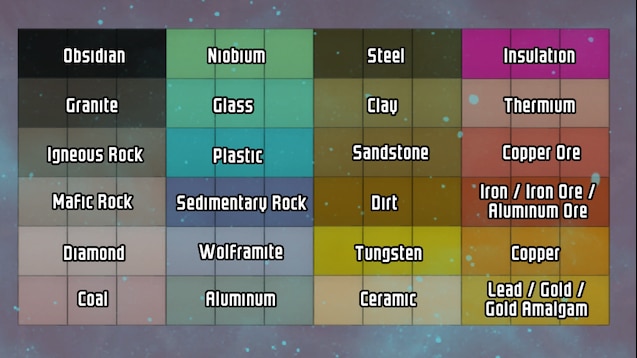 Obsidian Niobium Steel Insulation
Granite Glass Clay Thermium
Igneous Rock Plastic Sandstone Copper Ore
Mafic Rock Sedimentary Rock Dirt Iron / Iron Ore /
Aluminum Ore
Diamond Wolframite Tungsten Copper
Coal Aluminum Ceramic Lead / Gold /
Gold Amalgam